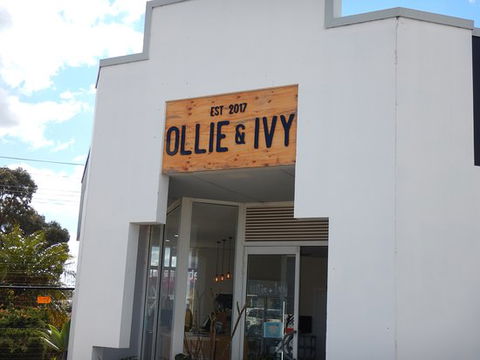 EST 2017
OLLIE & IVY